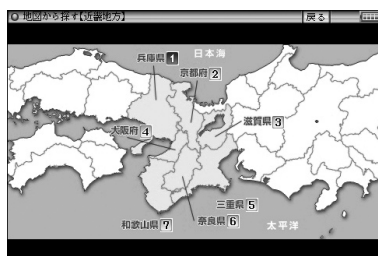 地図から探す【近畿地方】
戻る
兵庫県 1
日本海
京都府 2
滋賀県 3
大阪府 4
三重県 5
奈良県 6
和歌山県 7
太平洋